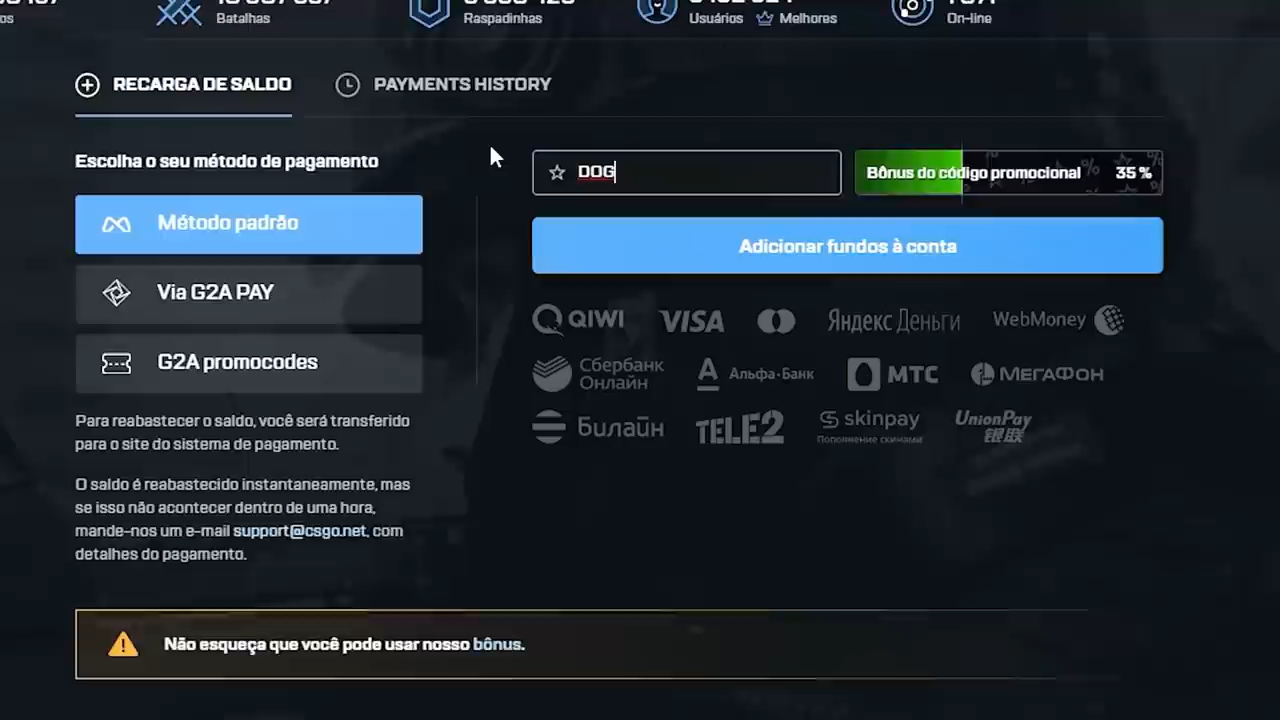 Batalhas
Raspadinhas
Usuários Melhores
On-line
RECARGA DE SALDO
PAYMENTS HISTORY
Escolha o seu método de pagamento
Método padrão
Via G2A PAY
G2A promocodes
Para reabastecer o saldo, você será transferido
para o site do sistema de pagamento.
O saldo é reabastecido instantaneamente, mas
se isso não acontecer dentro de uma hora,
mande-nos um e-mail support@csgo.net, com
detalhes do pagamento.
DOG
Bônus do código promocional 35 %
Adicionar fundos à conta
QIWI VISA Яндекс Деньги WebMoney
Сбербанк
Онлайн
Альфа·Банк МТС МЕГАФОН
Билайн TELE2
skinpay
Пополнение скинами
UnionPay
银联
Não esqueça que você pode usar nosso bônus.